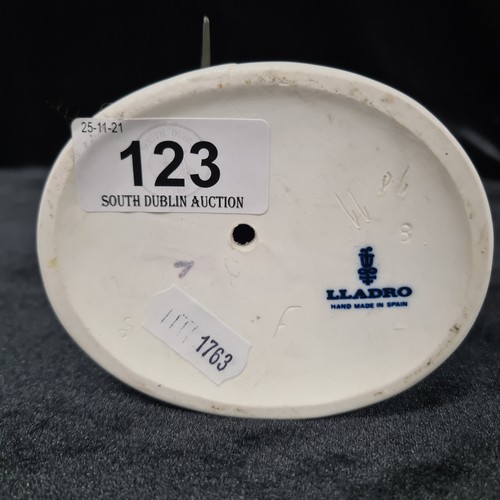 25-11-21
123
SOUTH DUBLIN AUCTION
LLADRO
HAND MADE IN SPAIN
1763